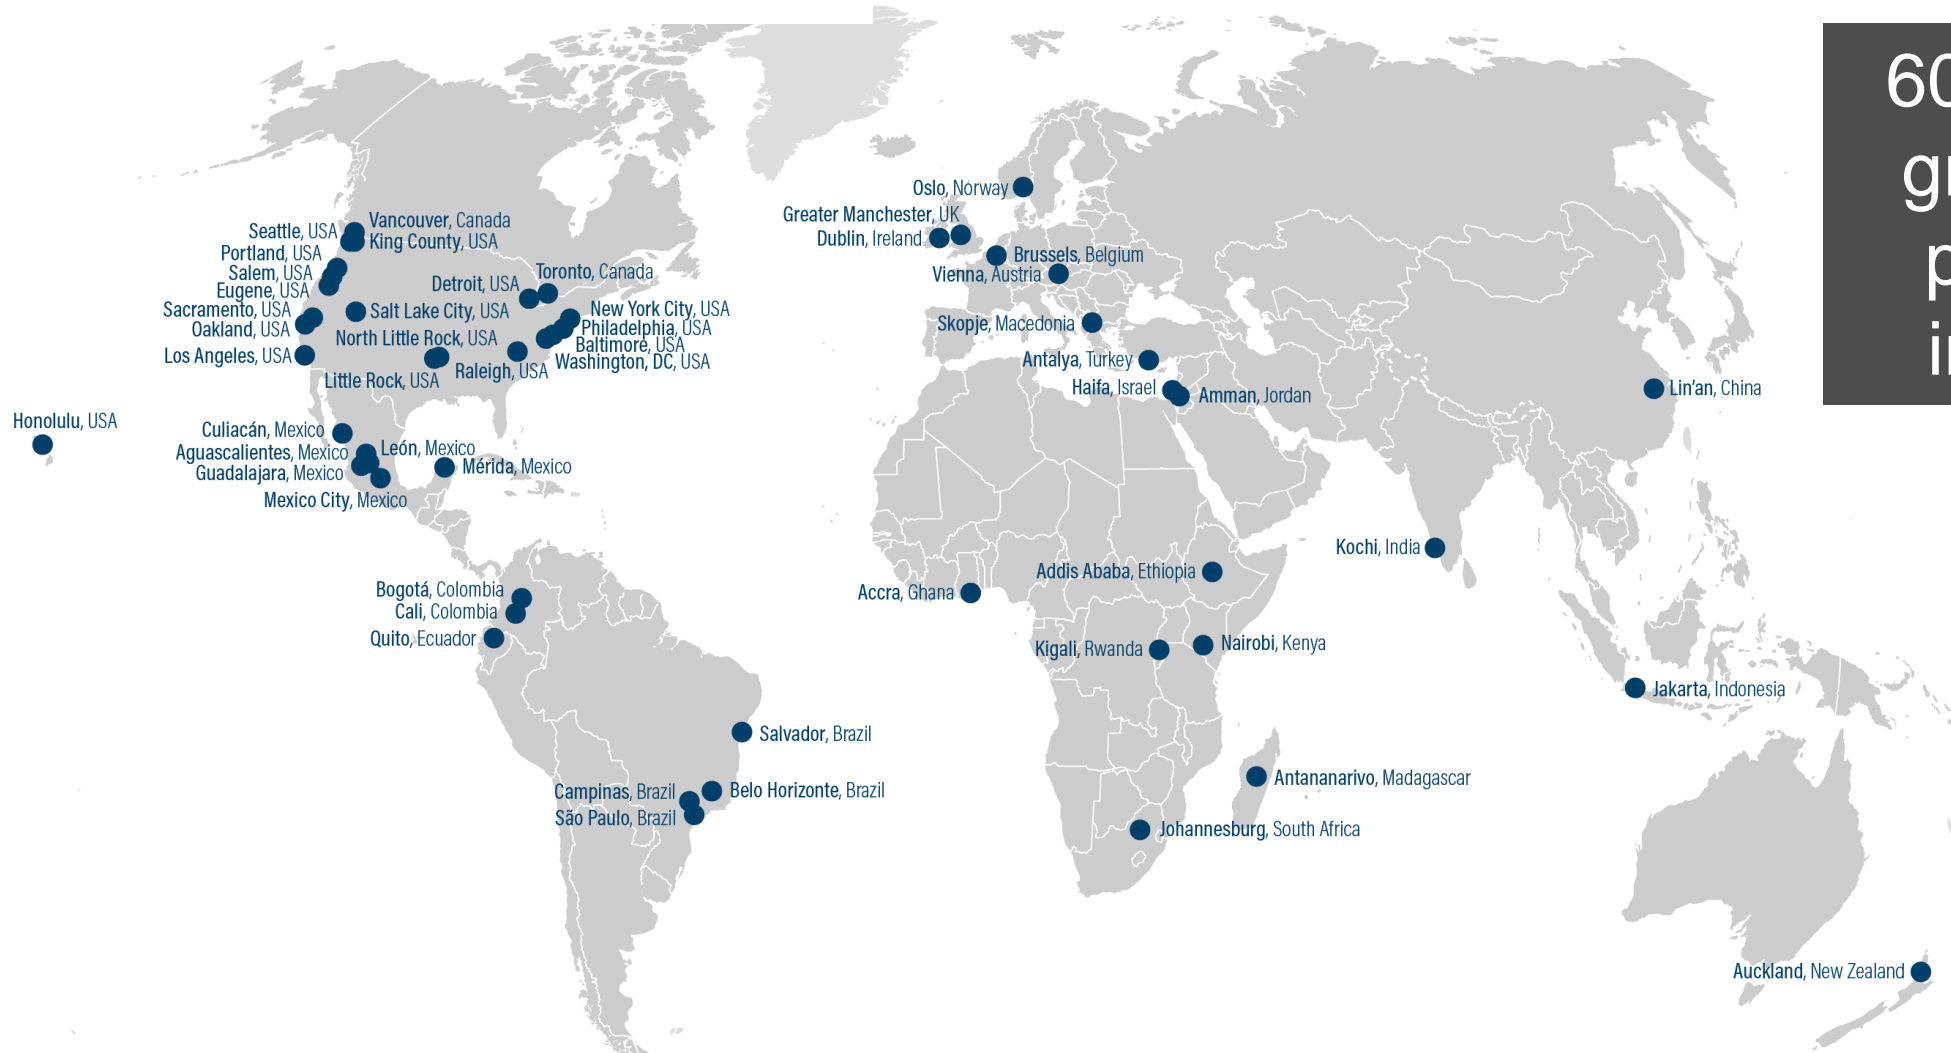 Vancouver, Canada
Seattle, USA
King County, USA
Portland, USA
Salem, USA
Eugene, USA
Sacramento, USA
Oakland, USA
Los Angeles, USA
Salt Lake City, USA
Detroit, USA
Toronto, Canada
New York City, USA
Philadelphia, USA
Baltimore, USA
Washington, DC, USA
North Little Rock, USA
Raleigh, USA
Little Rock, USA
Honolulu, USA
Culiacán, Mexico
León, Mexico
Aguascalientes, Mexico
Mérida, Mexico
Guadalajara, Mexico
Mexico City, Mexico
Bogotá, Colombia
Cali, Colombia
Quito, Ecuador
Salvador, Brazil
Belo Horizonte, Brazil
Campinas, Brazil
São Paulo, Brazil
Oslo, Norway
Greater Manchester, UK
Dublin, Ireland
Brussels, Belgium
Vienna, Austria
Skopje, Macedonia
Antalya, Turkey
Haifa, Israel
Amman, Jordan
Addis Ababa, Ethiopia
Accra, Ghana
Kigali, Rwanda
Nairobi, Kenya
Antananarivo, Madagascar
Johannesburg, South Africa
Kochi, India
Lin’an, China
Jakarta, Indonesia
Auckland, New Zealand
60
gr
p